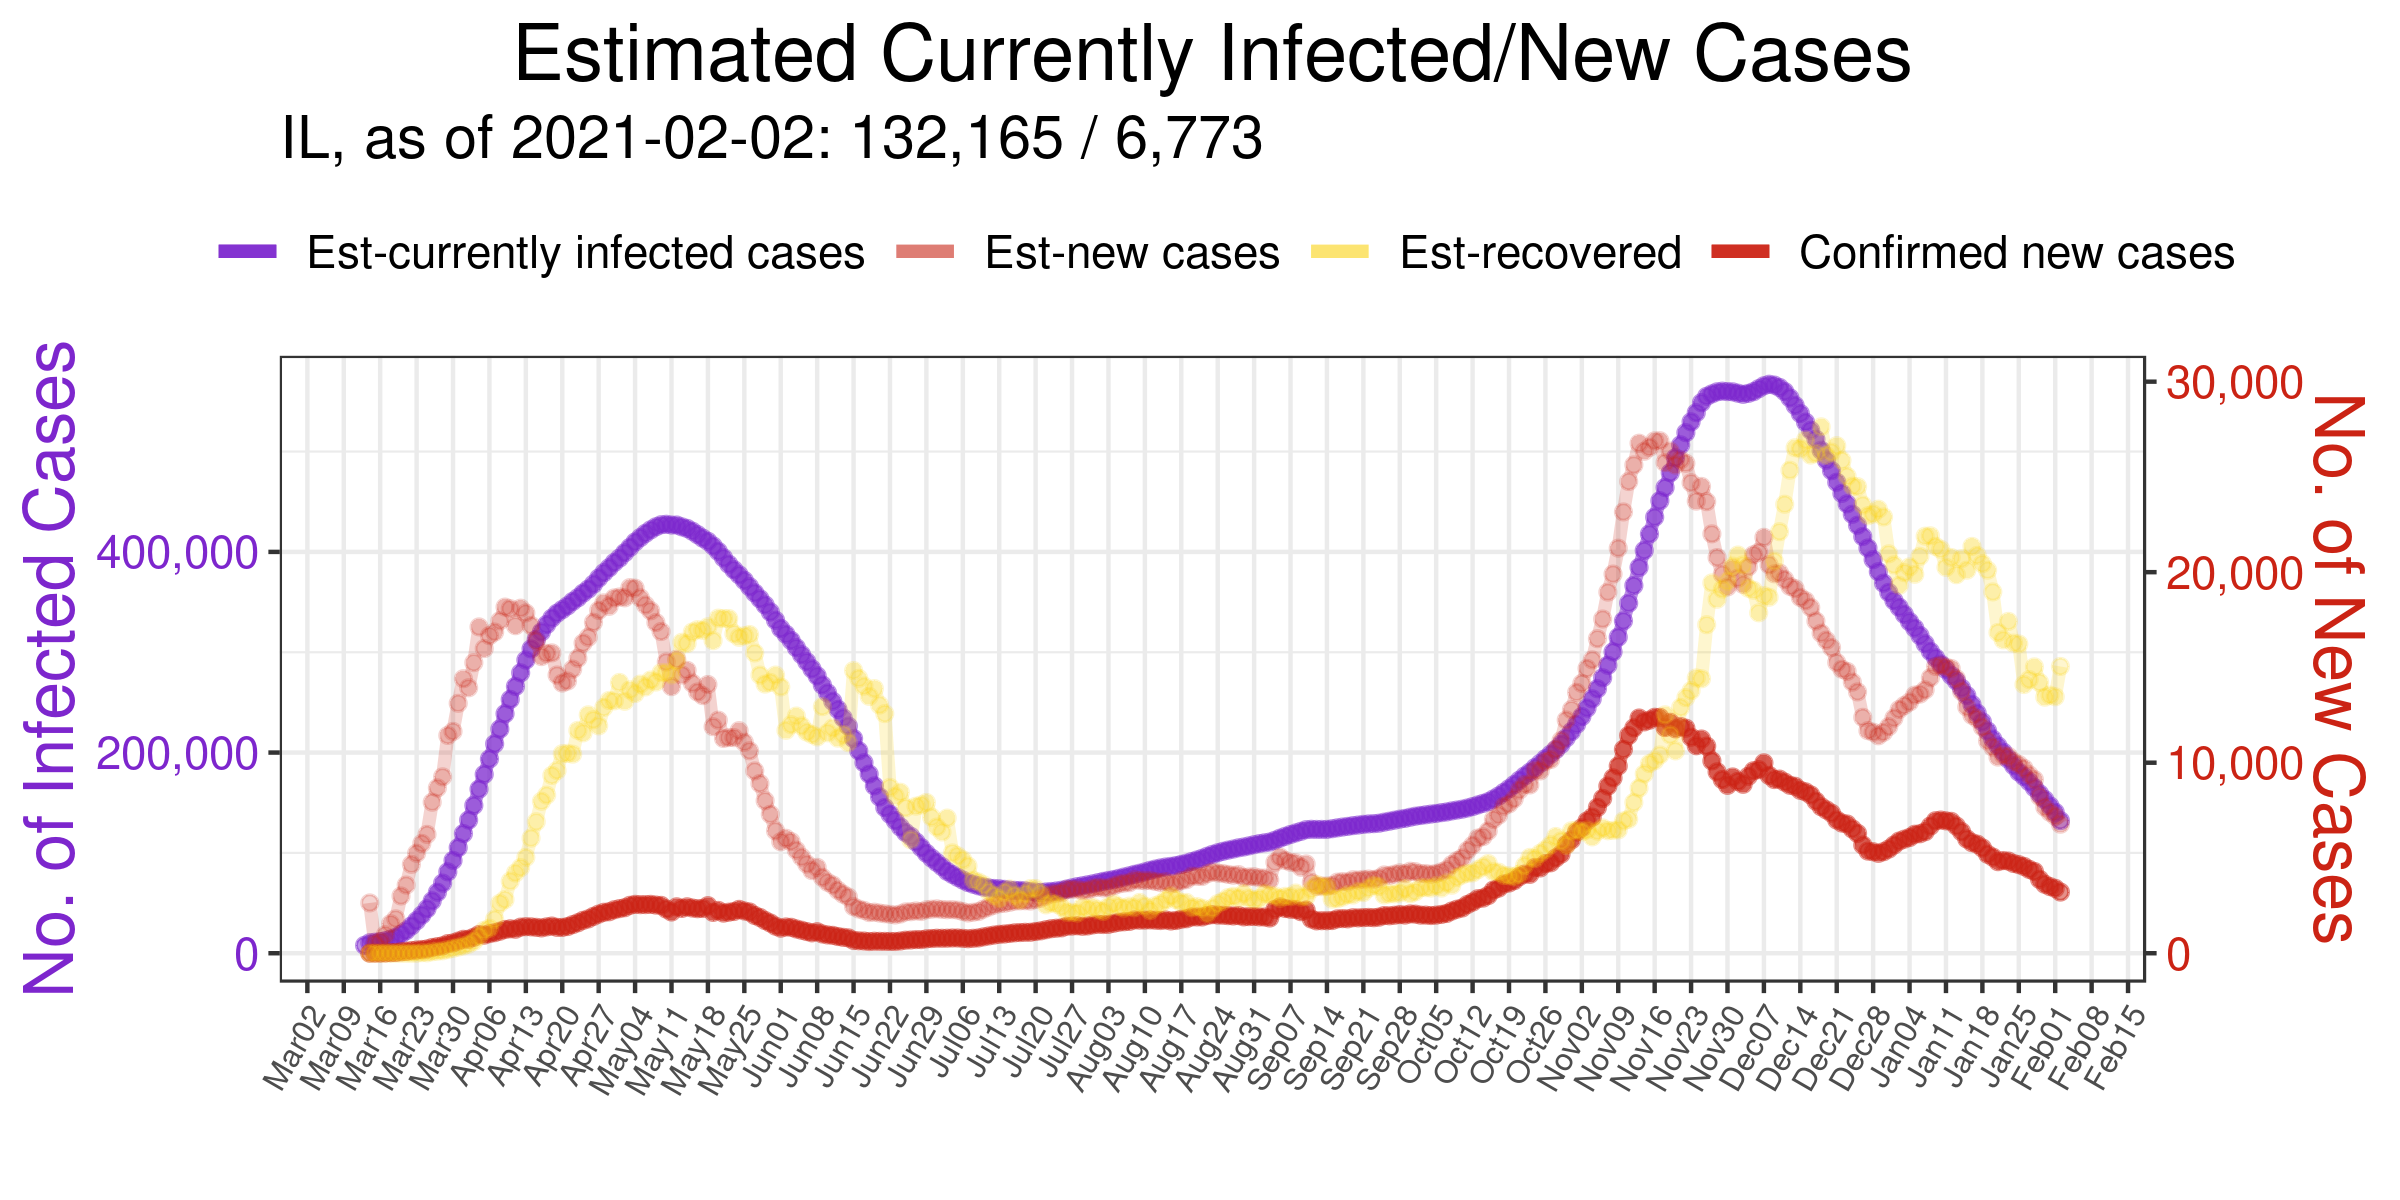 Estimated Currently Infected/New Cases
IL, as of 2021-02-02: 132,165 / 6,773
Est-currently infected cases Est-new cases Est-recovered Confirmed new cases
No. of Infected Cases
400,000
200,000
0
30,000
20,000
10,000
0
No. of New Cases
Mar02 Mar09 Mar16 Mar23 Mar30 Apr06 Apr13 Apr20 Apr27 May04 May11 May18 May25 Jun01 Jun08 Jun15 Jun22 Jun29 Jul06 Jul13 Jul20 Jul27 Aug03 Aug10 Aug17 Aug24 Aug31 Sep07 Sep14 Sep21 Sep28 Oct05 Oct12 Oct19 Oct26 Nov02 Nov09 Nov16 Nov23 Nov30 Dec07 Dec14 Dec21 Dec28 Jan04 Jan11 Jan18 Jan25 Feb01 Feb08 Feb15